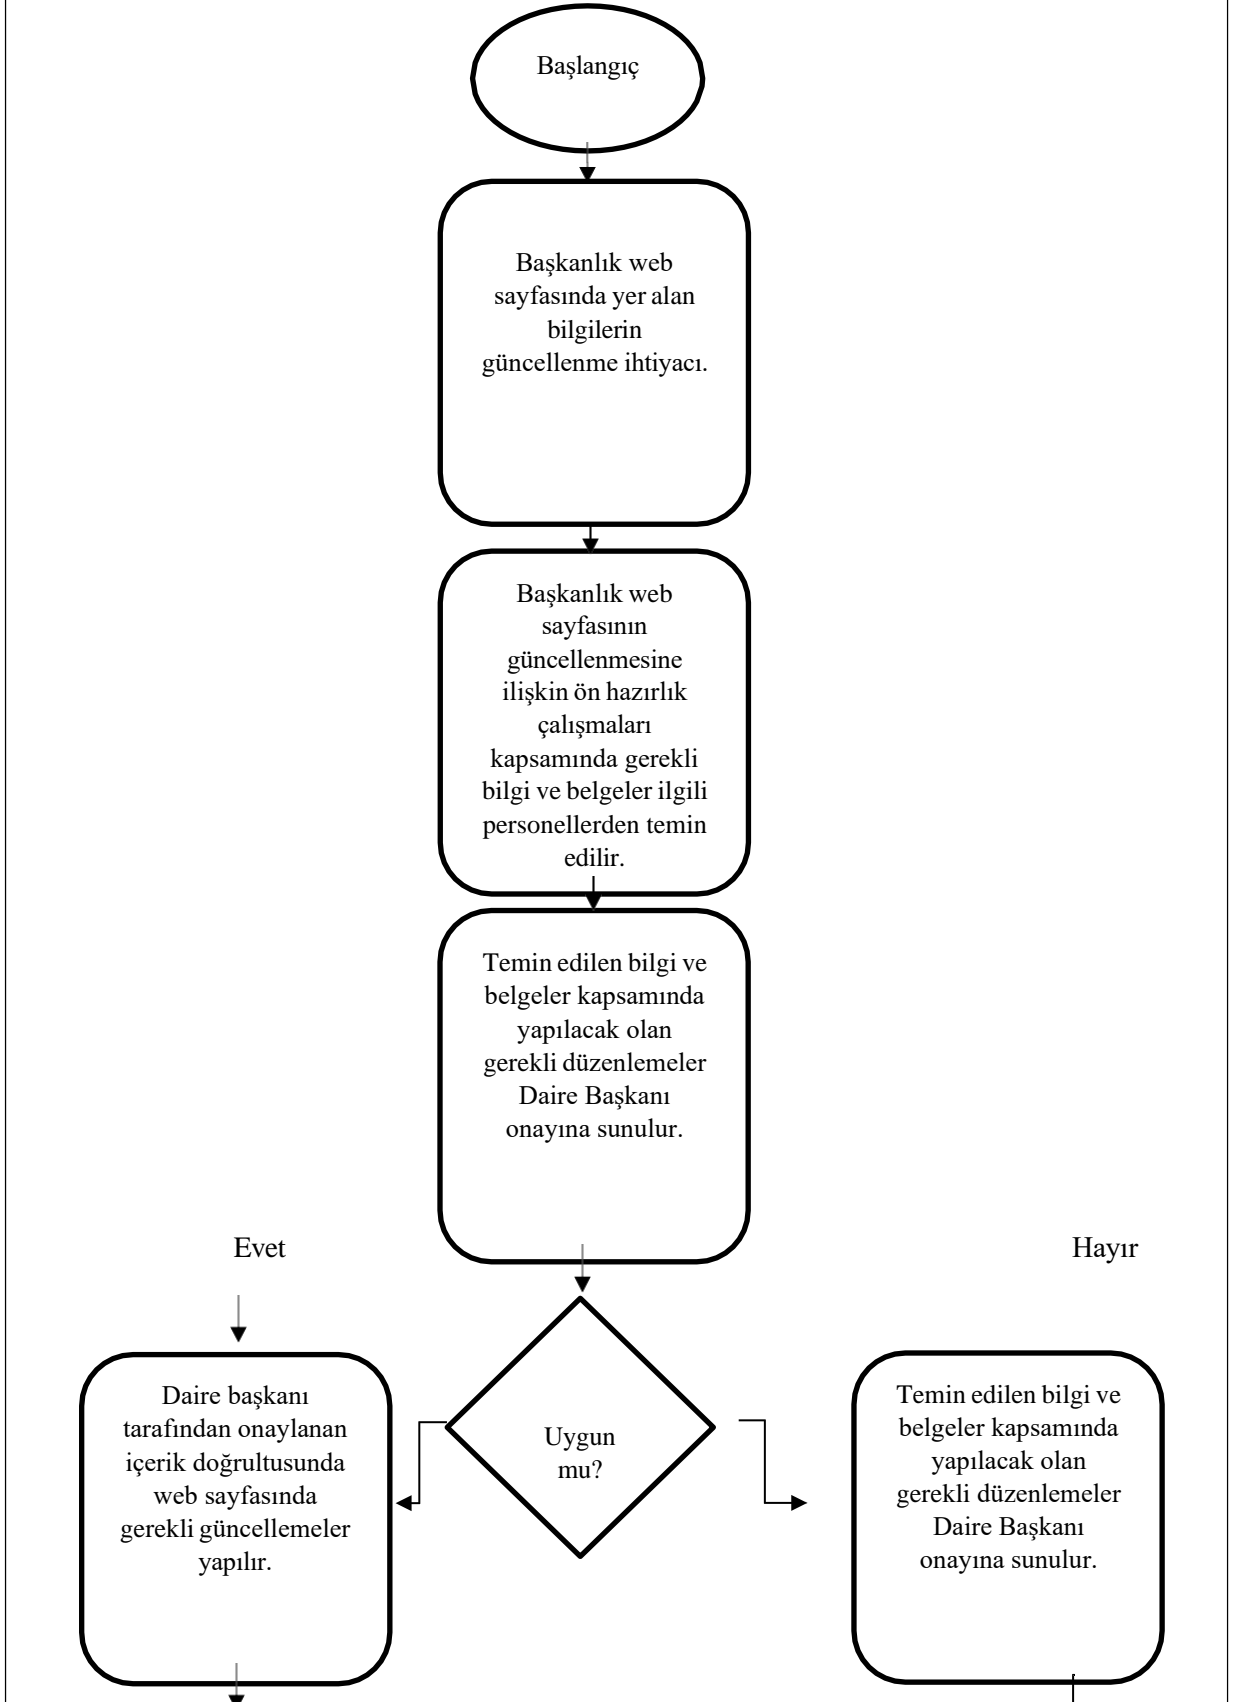 Başlangıç
Başkanlık web
sayfasında yer alan
bilgilerin
güncellenme ihtiyacı.
Başkanlık web
sayfasının
güncellenmesine
ilişkin ön hazırlık
çalışmaları
kapsamında gerekli
bilgi ve belgeler ilgili
personellerden temin
edilir.
Temin edilen bilgi ve
belgeler kapsamında
yapılacak olan
gerekli düzenlemeler
Daire Başkanı
onayına sunulur.
Evet
Hayır
Daire başkanı
tarafından onaylanan
içerik doğrultusunda
web sayfasında
gerekli güncellemeler
yapılır.
Uygun
mu?
Temin edilen bilgi ve
belgeler kapsamında
yapılacak olan
gerekli düzenlemeler
Daire Başkanı
onayına sunulur.